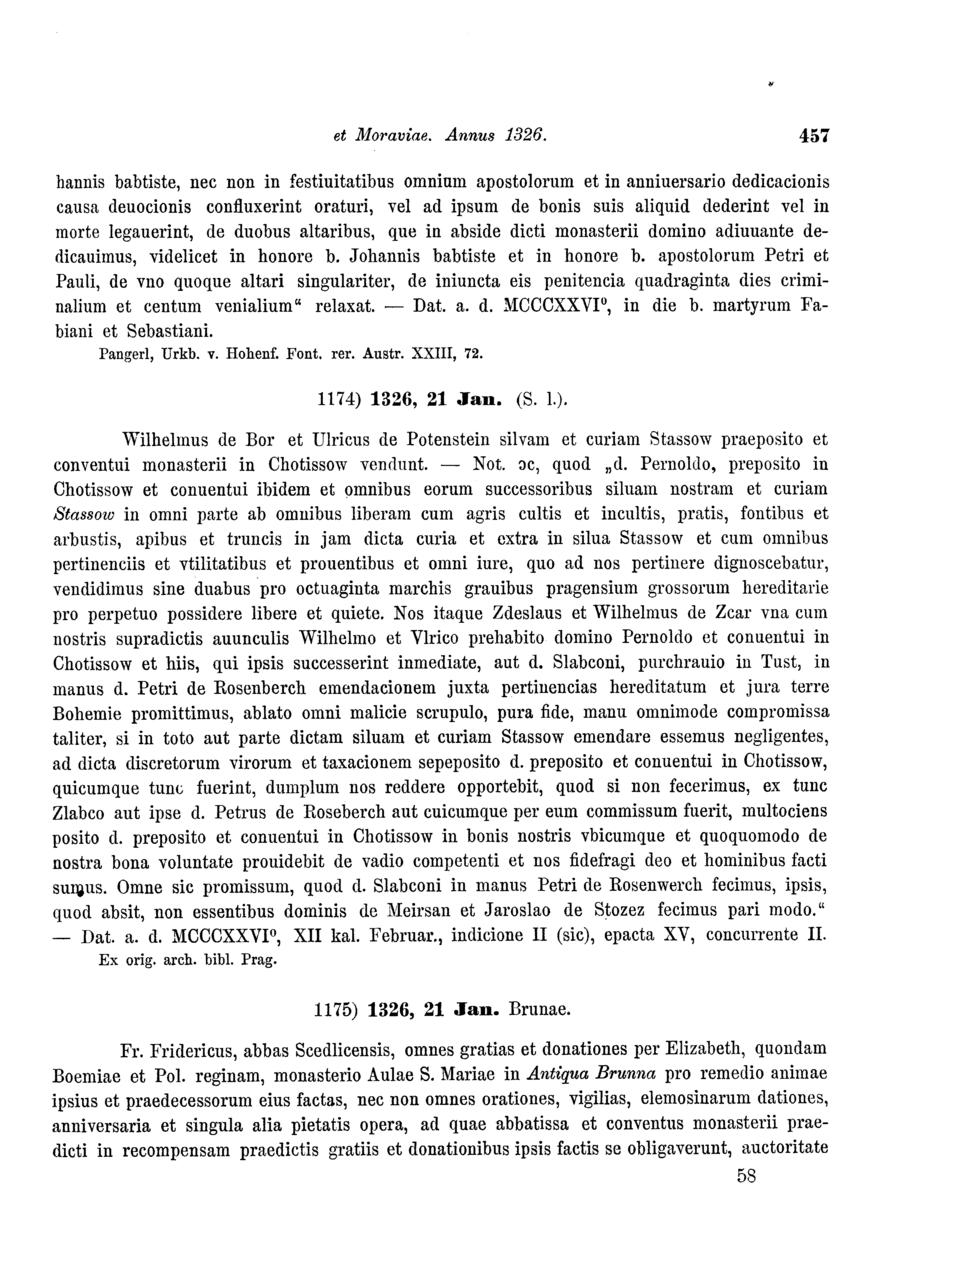 et Moraviae. Annus 1326. 457
hannis babtiste, nec non in festiuitatibus omnium apostolorum et in anniuersario dedicacionis
causa deuocionis confluxerint oraturi, vel ad ipsum de bonis suis aliquid dederint vel in
morte legauerint, de duobus altaribus, que in abside dicti monasterii domino adiuuante de-
dicauimus, videlicet in honore b. Johannis babtiste et in honore b. apostolorum Petri et
Pauli, de vno quoque altari singulariter, de iniuncta eis penitencia quadraginta dies crimi-
nalium et centum venialium“ relaxat. — Dat. a. d. MCCCXXVI⁰, in die b. martyrum Fa-
biani et Sebastiani.
Pangerl, Urkb. v. Hohenf. Font. rer. Austr. XXIII, 72.
1174) 1326, 21 Jan. (S. l.).
Wilhelmus de Bor et Ulricus de Potenstein silvam et curiam Stassow praeposito et
conventui monasterii in Chotissow vendunt. — Not. ɔc, quod „d. Pernoldo, preposito in
Chotissow et conuentui ibidem et omnibus eorum successoribus siluam nostram et curiam
Stassow in omni parte ab omnibus liberam cum agris cultis et incultis, pratis, fontibus et
arbustis, apibus et truncis in jam dicta curia et extra in silua Stassow et cum omnibus
pertinenciis et vtilitatibus et prouentibus et omni iure, quo ad nos pertinere dignoscebatur,
vendidimus sine duabus pro octuaginta marchis grauibus pragensium grossorum hereditarie
pro perpetuo possidere libere et quiete. Nos itaque Zdeslaus et Wilhelmus de Zcar vna cum
nostris supradictis auunculis Wilhelmo et Vlrico prehabito domino Pernoldo et conuentui in
Chotissow et hiis, qui ipsis successerint inmediate, aut d. Slabconi, purchrauio in Tust, in
manus d. Petri de Rosenberch emendacionem juxta pertinencias hereditatum et jura terre
Bohemie promittimus, ablato omni malicie scrupulo, pura fide, manu omnimode compromissa
taliter, si in toto aut parte dictam siluam et curiam Stassow emendare essemus negligentes,
ad dicta discretorum virorum et taxacionem sepeposito d. preposito et conuentui in Chotissow,
quicumque tunc fuerint, dumplum nos reddere opportebit, quod si non fecerimus, ex tunc
Zlabco aut ipse d. Petrus de Roseberch aut cuicumque per eum commissum fuerit, multociens
posito d. preposito et conuentui in Chotissow in bonis nostris vbicumque et quoquomodo de
nostra bona voluntate prouidebit de vadio competenti et nos fidefragi deo et hominibus facti
sumus. Omne sic promissum, quod d. Slabconi in manus Petri de Rosenwerch fecimus, ipsis,
quod absit, non essentibus dominis de Meirsan et Jaroslao de Stozez fecimus pari modo.“
— Dat. a. d. MCCCXXVI⁰, XII kal. Februar., indicione II (sic), epacta XV, concurrente II.
Ex orig. arch. bibl. Prag.
1175) 1326, 21 Jan. Brunae.
Fr. Fridericus, abbas Scedlicensis, omnes gratias et donationes per Elizabeth, quondam
Boemiae et Pol. reginam, monasterio Aulae S. Mariae in Antiqua Brunna pro remedio animae
ipsius et praedecessorum eius factas, nec non omnes orationes, vigilias, elemosinarum dationes,
anniversaria et singula alia pietatis opera, ad quae abbatissa et conventus monasterii prae-
dicti in recompensam praedictis gratiis et donationibus ipsis factis se obligaverunt, auctoritate
58